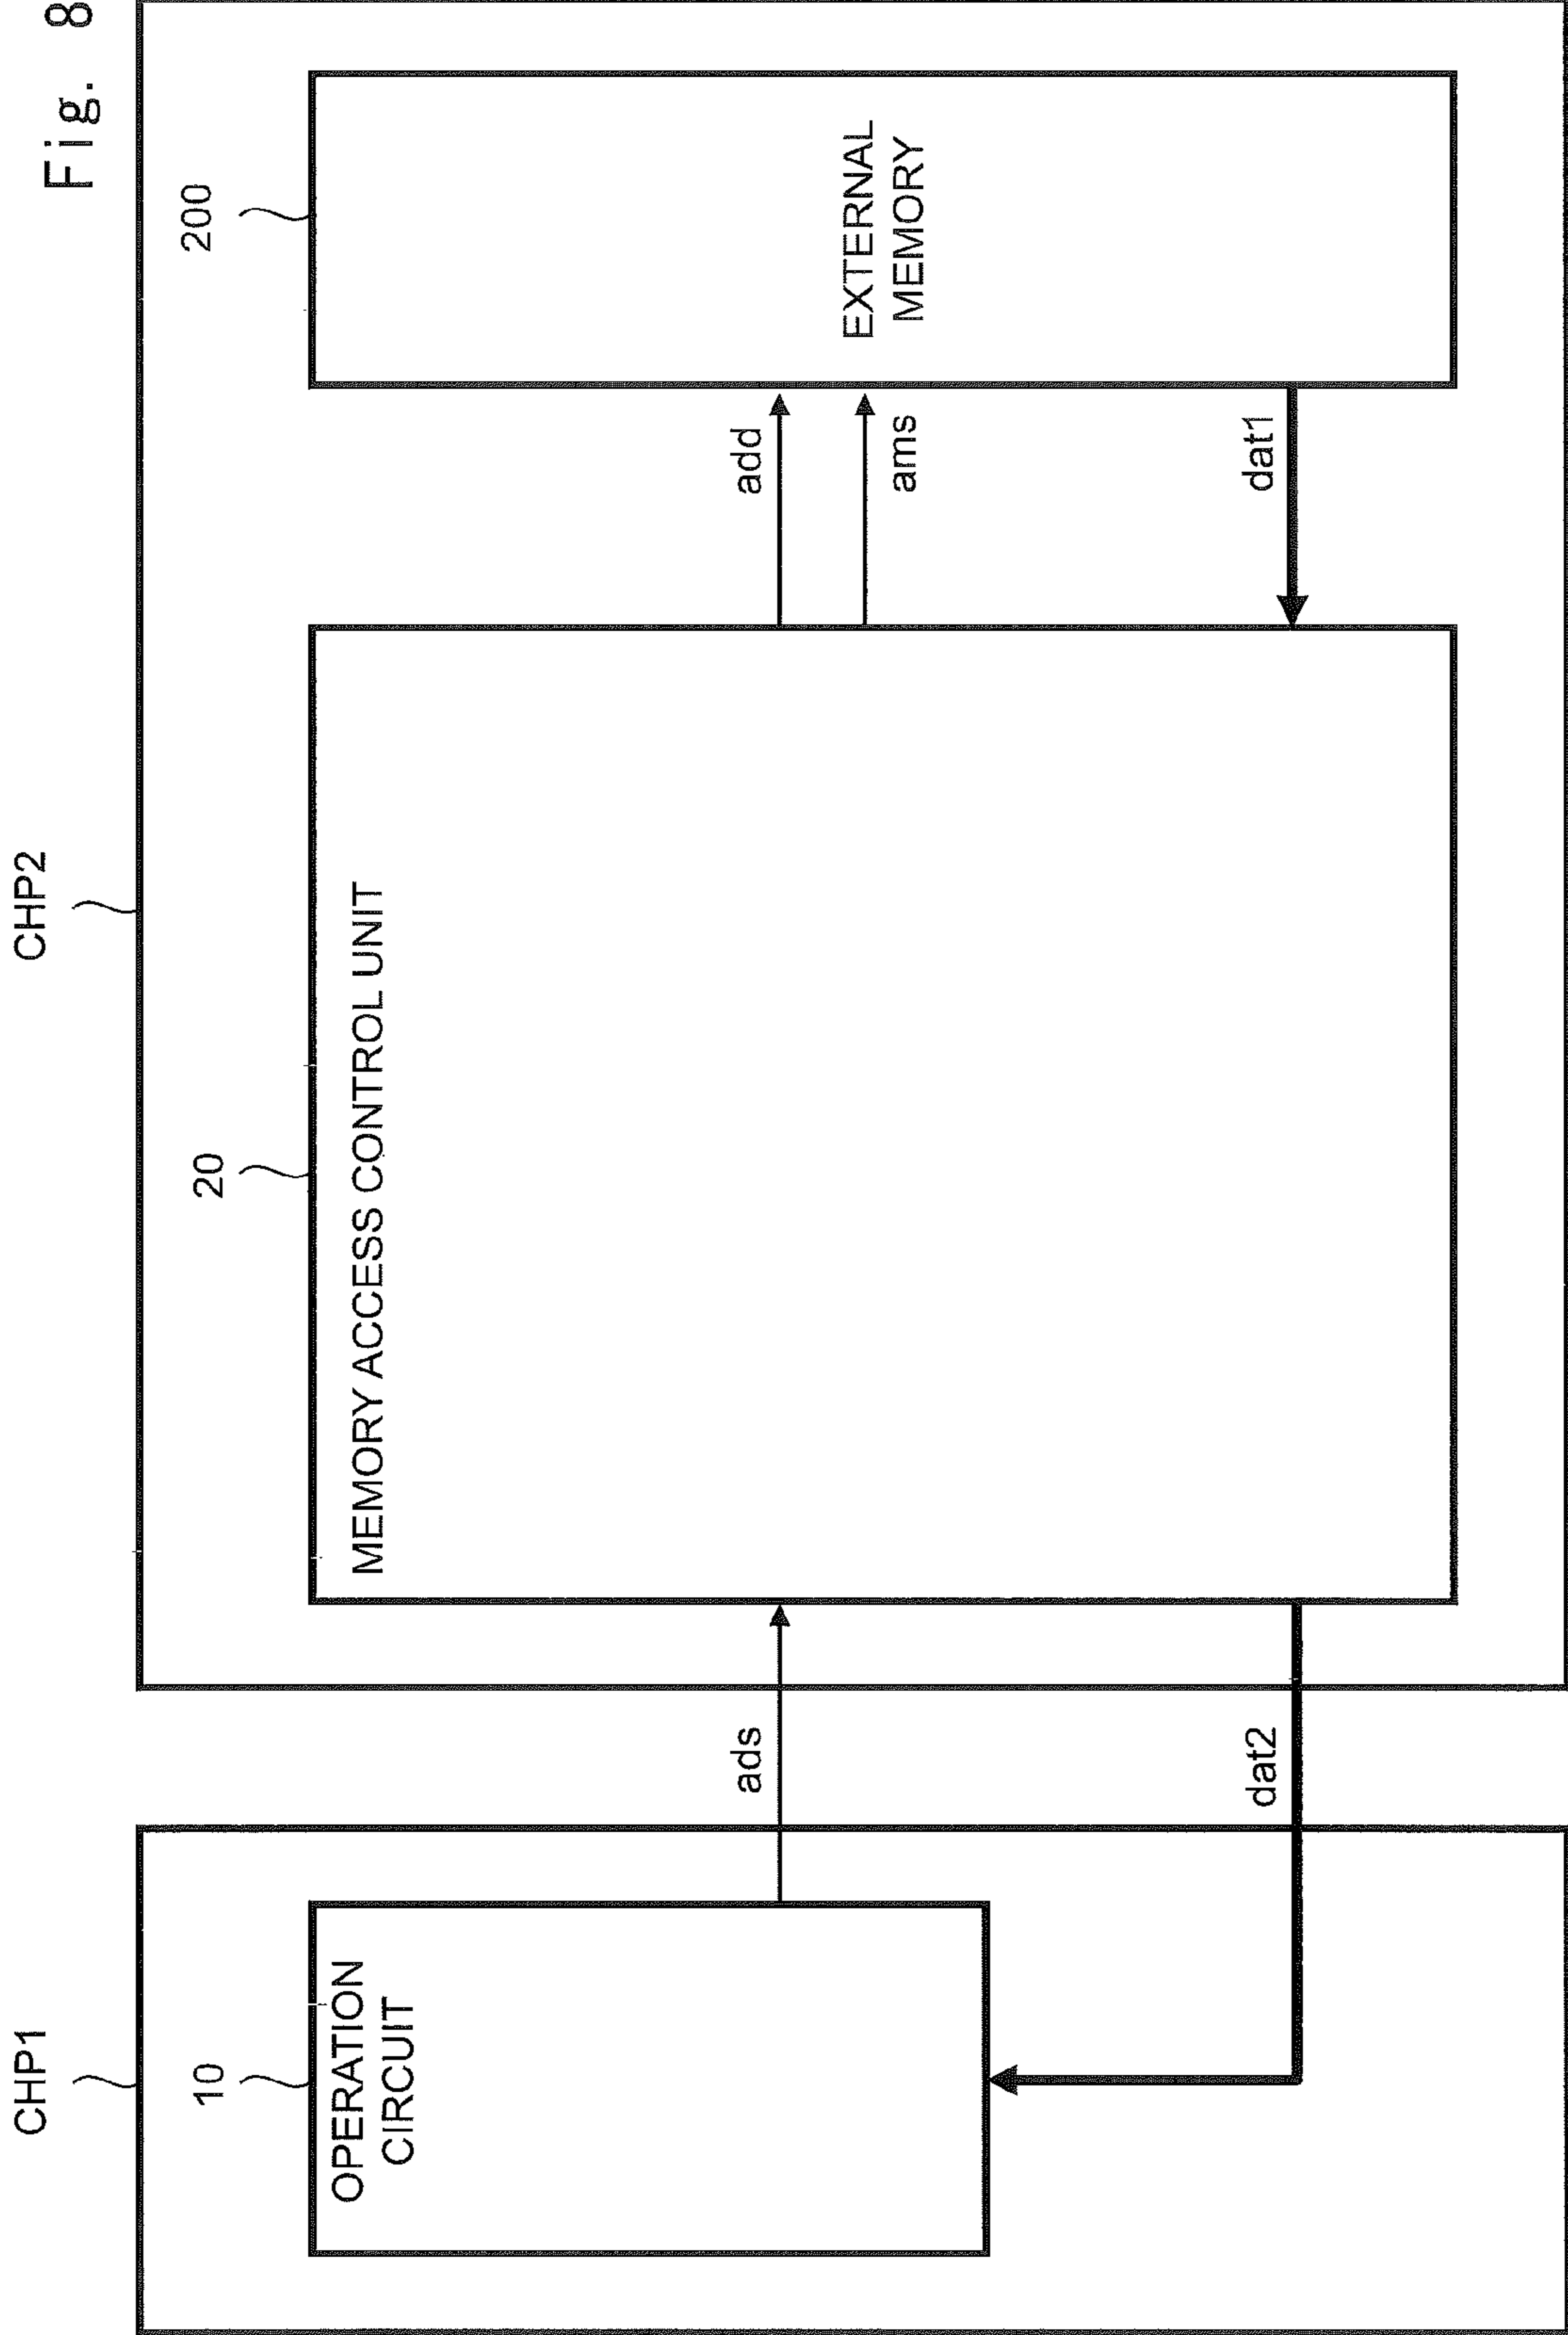 Fig. 8
CHP1
CHP2
10
20
200
OPERATION
CIRCUIT
MEMORY ACCESS CONTROL UNIT
EXTERNAL
MEMORY
ads
add
ams
dat2
dat1